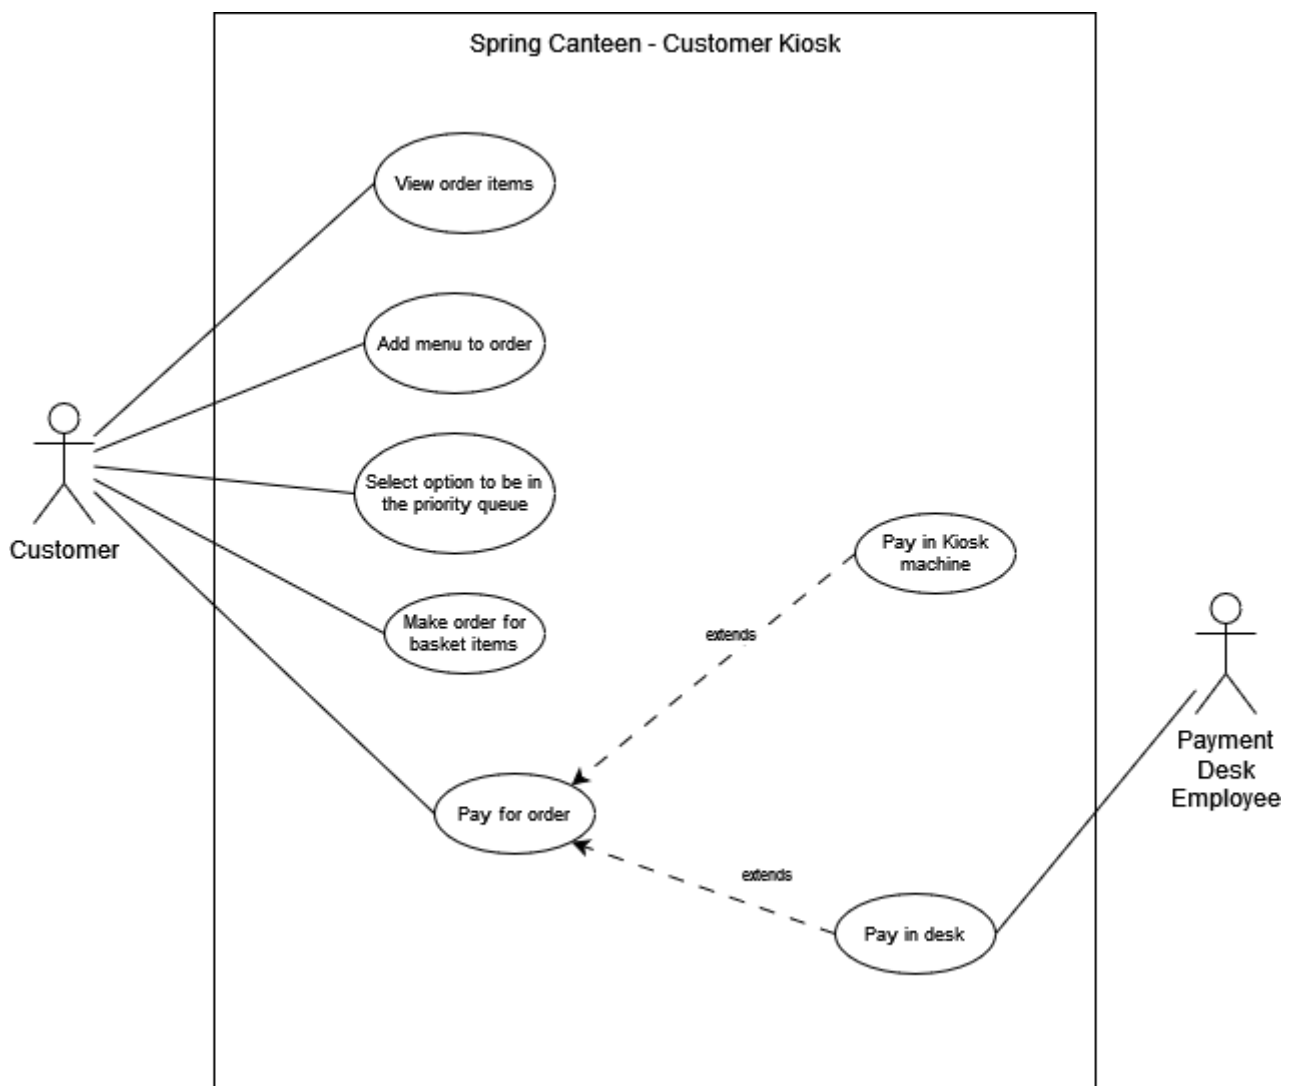 Spring Canteen - Customer Kiosk
View order items
Add menu to order
Select option to be in
the priority queue
Customer
Pay in Kiosk
machine
Make order for
basket items
extends
Payment
Desk
Employee
Pay for order
extends
Pay in desk